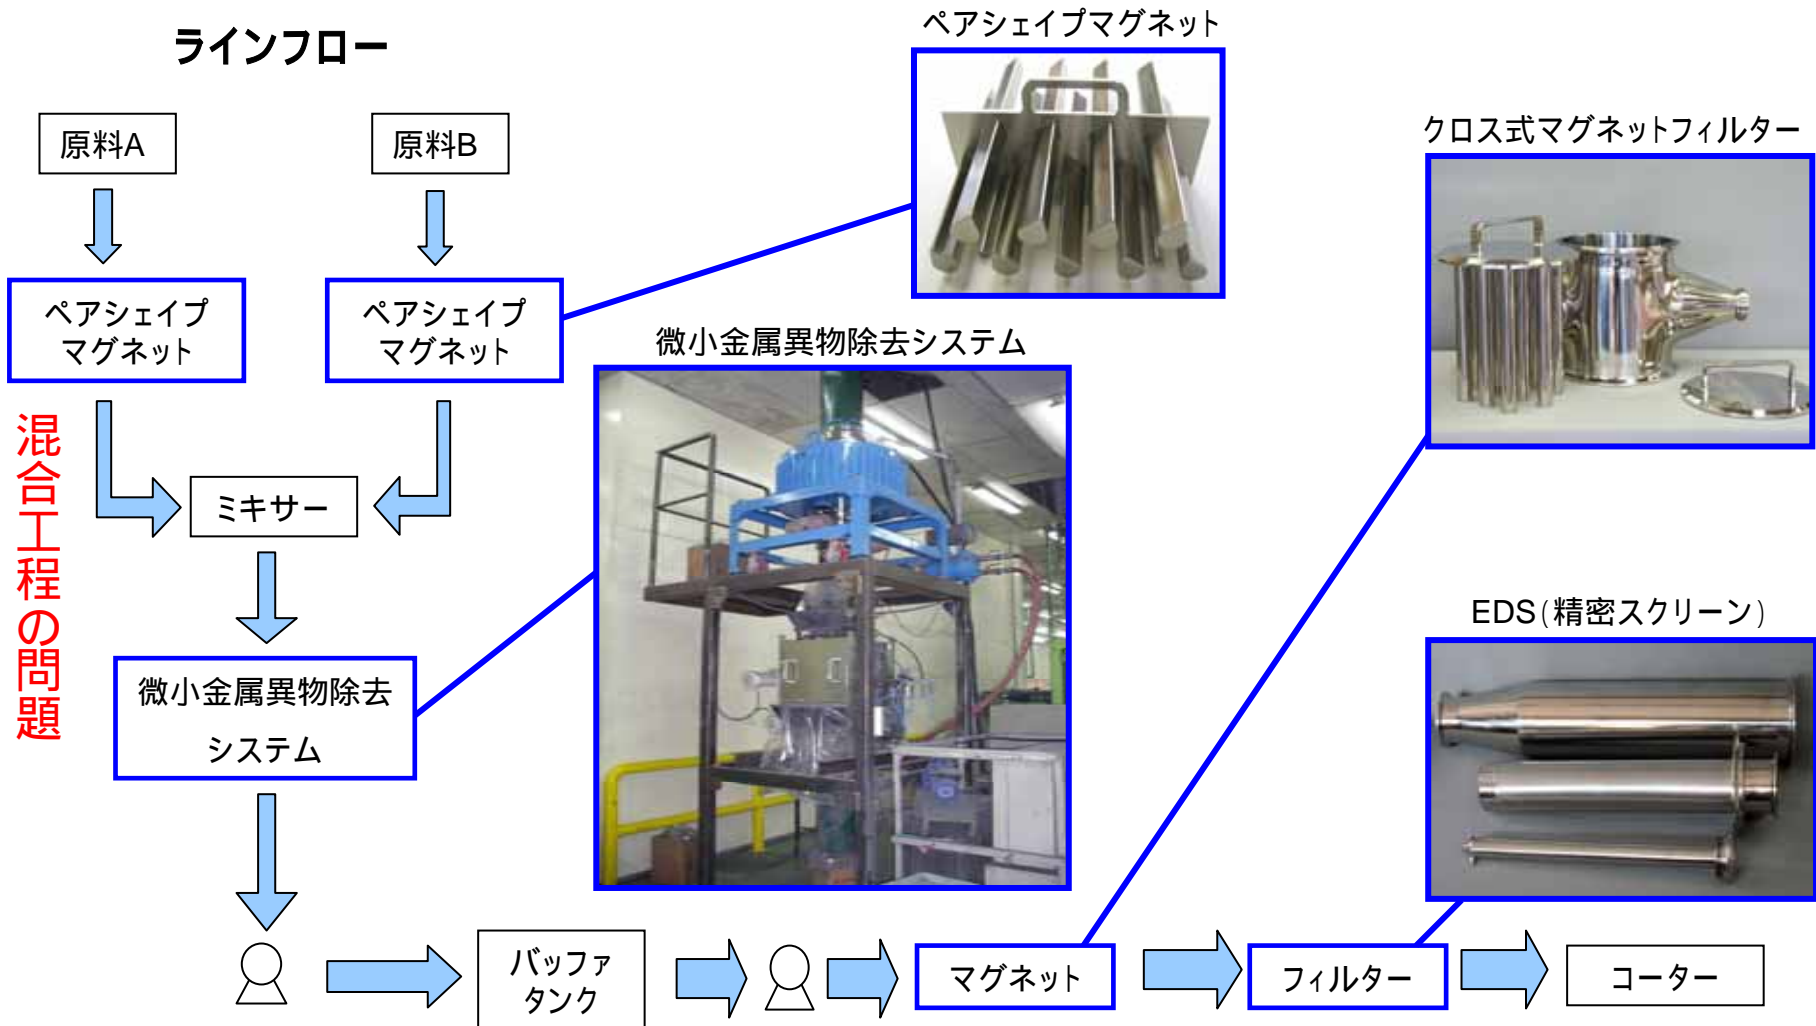 ラインフロー
ペアシェイプマグネット
クロス式マグネットフィルター
原料A
原料B
ペアシェイプ
マグネット
ペアシェイプ
マグネット
微小金属異物除去システム
混合工程の問題
ミキサー
EDS(精密スクリーン)
微小金属異物除去
システム
バッファ
タンク
マグネット
フィルター
コーター